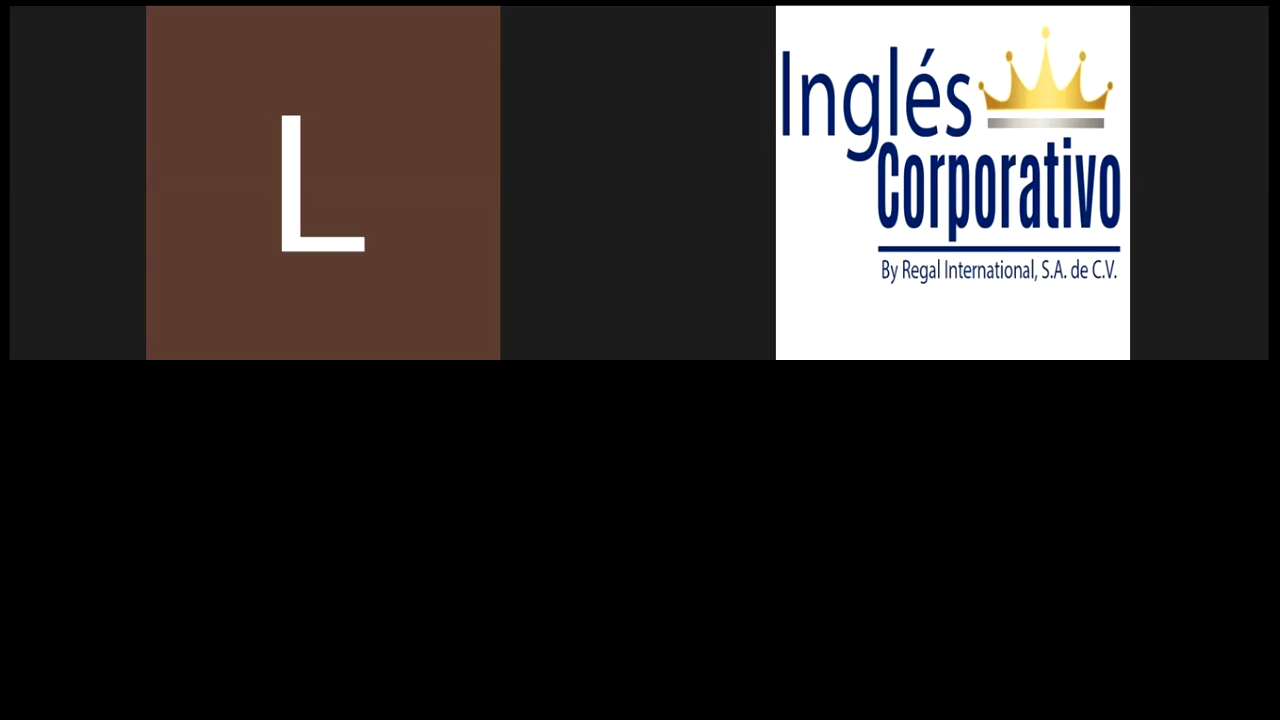 L
Inglés
Corporativo
By Regal International, S.A. de C.V.